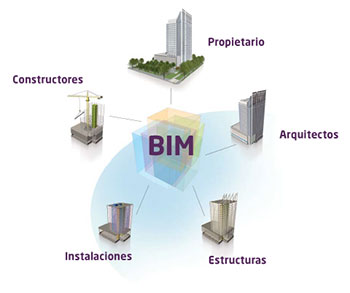 Propietario
Constructores
Arquitectos
BIM
Instalaciones
Estructuras